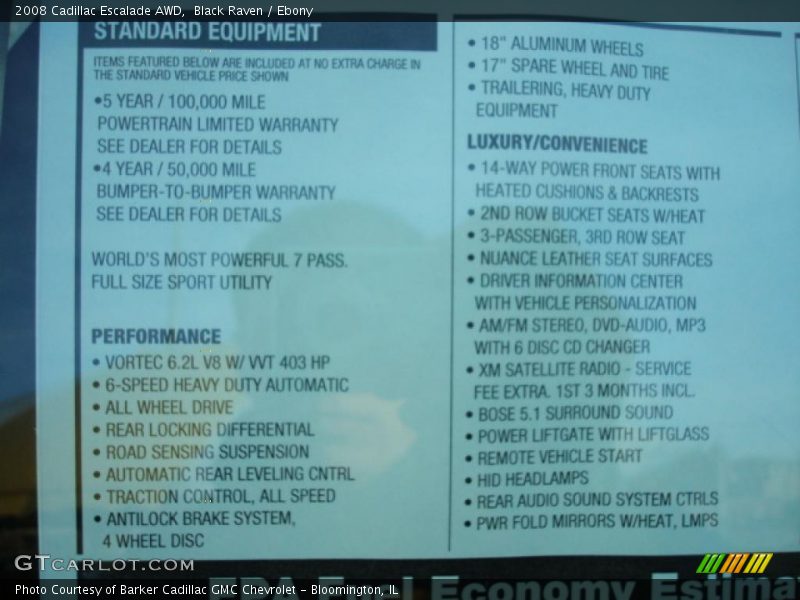 2008 Cadillac Escalade AWD, Black Raven / Ebony
STANDARD EQUIPMENT
ITEMS FEATURED BELOW ARE INCLUDED AT NO EXTRA CHARGE IN
THE STANDARD VEHICLE PRICE SHOWN
•5 YEAR / 100,000 MILE
POWERTRAIN LIMITED WARRANTY
SEE DEALER FOR DETAILS
•4 YEAR / 50,000 MILE
BUMPER-TO-BUMPER WARRANTY
SEE DEALER FOR DETAILS
WORLD'S MOST POWERFUL 7 PASS.
FULL SIZE SPORT UTILITY
PERFORMANCE
• VORTEC 6.2L V8 W/ VVT 403 HP
• 6-SPEED HEAVY DUTY AUTOMATIC
• ALL WHEEL DRIVE
• REAR LOCKING DIFFERENTIAL
• ROAD SENSING SUSPENSION
• AUTOMATIC REAR LEVELING CNTRL
• TRACTION CONTROL, ALL SPEED
• ANTILOCK BRAKE SYSTEM,
4 WHEEL DISC
• 18" ALUMINUM WHEELS
• 17" SPARE WHEEL AND TIRE
• TRAILERING, HEAVY DUTY
EQUIPMENT
LUXURY/CONVENIENCE
• 14-WAY POWER FRONT SEATS WITH
HEATED CUSHIONS & BACKRESTS
• 2ND ROW BUCKET SEATS W/HEAT
• 3-PASSENGER, 3RD ROW SEAT
• NUANCE LEATHER SEAT SURFACES
• DRIVER INFORMATION CENTER
WITH VEHICLE PERSONALIZATION
• AM/FM STEREO, DVD-AUDIO, MP3
WITH 6 DISC CD CHANGER
• XM SATELLITE RADIO - SERVICE
FEE EXTRA. 1ST 3 MONTHS INCL.
• BOSE 5.1 SURROUND SOUND
• POWER LIFTGATE WITH LIFTGLASS
• REMOTE VEHICLE START
• HID HEADLAMPS
• REAR AUDIO SOUND SYSTEM CTRLS
• PWR FOLD MIRRORS W/HEAT, LMPS
GTCARLOT.COM
EPA Fuel Economy Estima
Photo Courtesy of Barker Cadillac GMC Chevrolet - Bloomington, IL